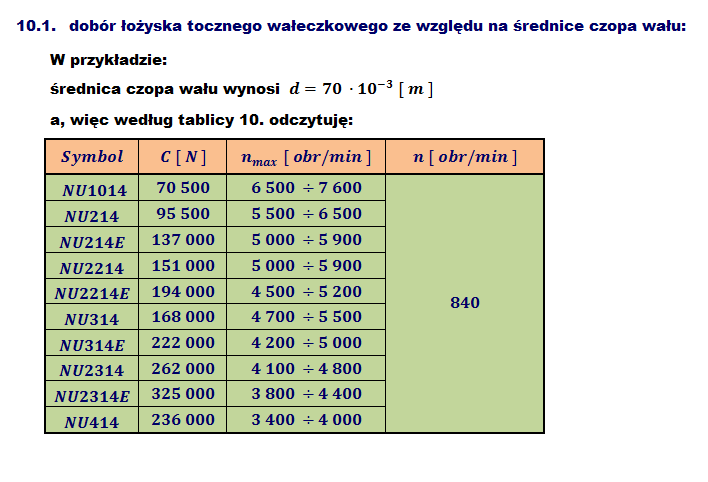 10.1. dobór łożyska tocznego wałeczkowego ze względu na średnice czopa wału:
W przykładzie:
średnica czopa wału wynosi d = 70 · 10⁻³ [ m ]
a, więc według tablicy 10. odczytuję:
Symbol C [ N ] nmax [ obr/min ] n [ obr/min ]
NU1014 70 500 6 500 ÷ 7 600
NU214 95 500 5 500 ÷ 6 500
NU214E 137 000 5 000 ÷ 5 900
NU2214 151 000 5 000 ÷ 5 900
NU2214E 194 000 4 500 ÷ 5 200
840
NU314 168 000 4 700 ÷ 5 500
NU314E 222 000 4 200 ÷ 5 000
NU2314 262 000 4 100 ÷ 4 800
NU2314E 325 000 3 800 ÷ 4 400
NU414 236 000 3 400 ÷ 4 000